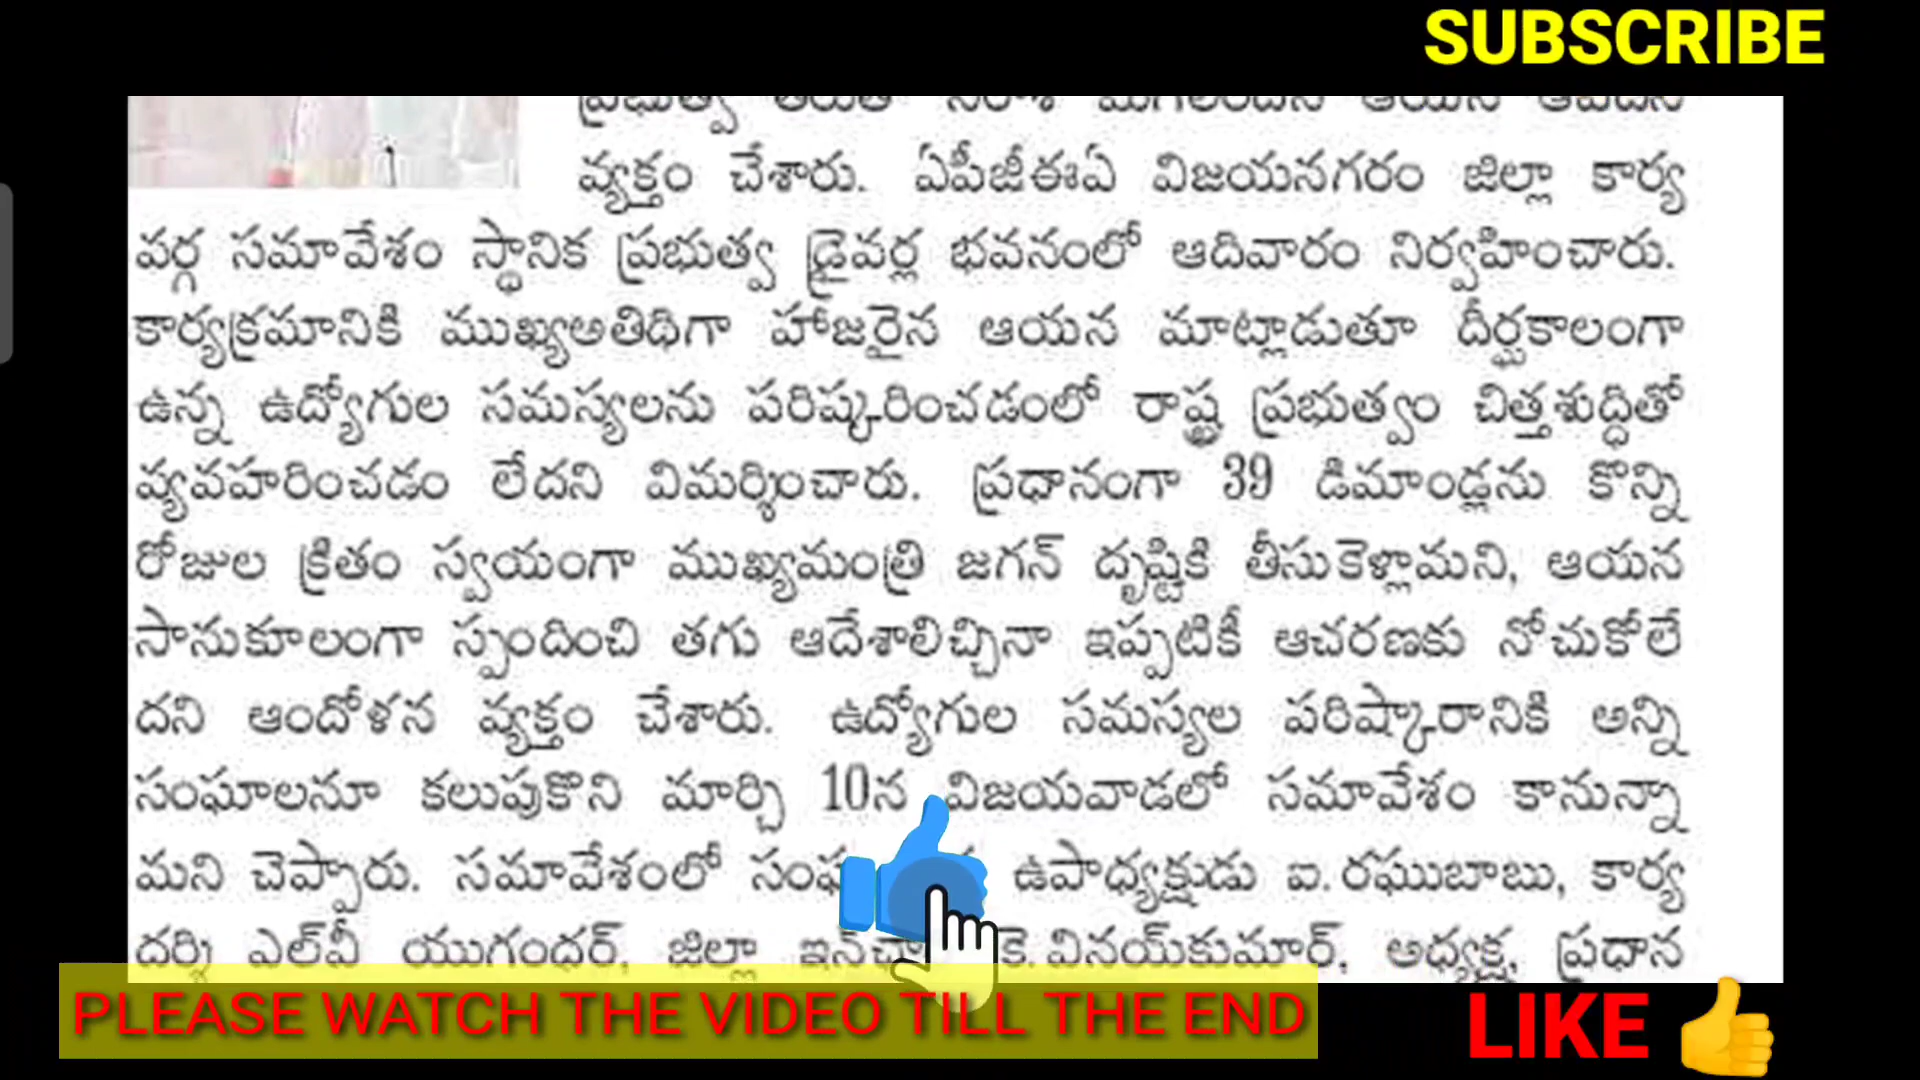 SUBSCRIBE
వ్యక్తం చేశారు. ఏపీజీఈఏ విజయనగరం జిల్లా కార్య
వర్గ సమావేశం స్థానిక ప్రభుత్వ డ్రైవర్ల భవనంలో ఆదివారం నిర్వహించారు.
కార్యక్రమానికి ముఖ్యఅతిథిగా హాజరైన ఆయన మాట్లాడుతూ దీర్ఘకాలంగా
ఉన్న ఉద్యోగుల సమస్యలను పరిష్కరించడంలో రాష్ట్ర ప్రభుత్వం చిత్తశుద్ధితో
వ్యవహరించడం లేదని విమర్శించారు. ప్రధానంగా 39 డిమాండ్లను కొన్ని
రోజుల క్రితం స్వయంగా ముఖ్యమంత్రి జగన్ దృష్టికి తీసుకెళ్లామని, ఆయన
సానుకూలంగా స్పందించి తగు ఆదేశాలిచ్చినా ఇప్పటికీ ఆచరణకు నోచుకోలే
దని ఆందోళన వ్యక్తం చేశారు. ఉద్యోగుల సమస్యల పరిష్కారానికి అన్ని
సంఘాలనూ కలుపుకొని మార్చి 10న విజయవాడలో సమావేశం కానున్నా
మని చెప్పారు. సమావేశంలో ఉపాధ్యక్షుడు ఐ.రఘుబాబు, కార్య
దర్శి ఎల్‌వీ యుగంధర్, జిల్లా కె.వినయ్‌కుమార్, అధ్యక్ష, ప్రధాన
PLEASE WATCH THE VIDEO TILL THE END
LIKE